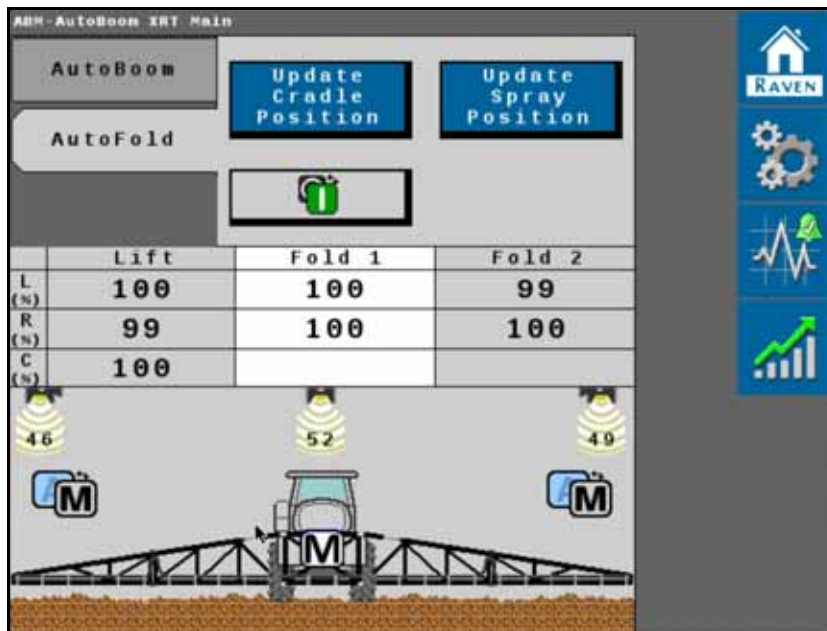 ABM-AutoBoom XRT Main
AutoBoom
AutoFold
Update
Cradle
Position
Update
Spray
Position
RAVEN
Lift Fold 1 Fold 2
L (%) 100 100 99
R (%) 99 100 100
C (%) 100
46 52 49
A M A M
M